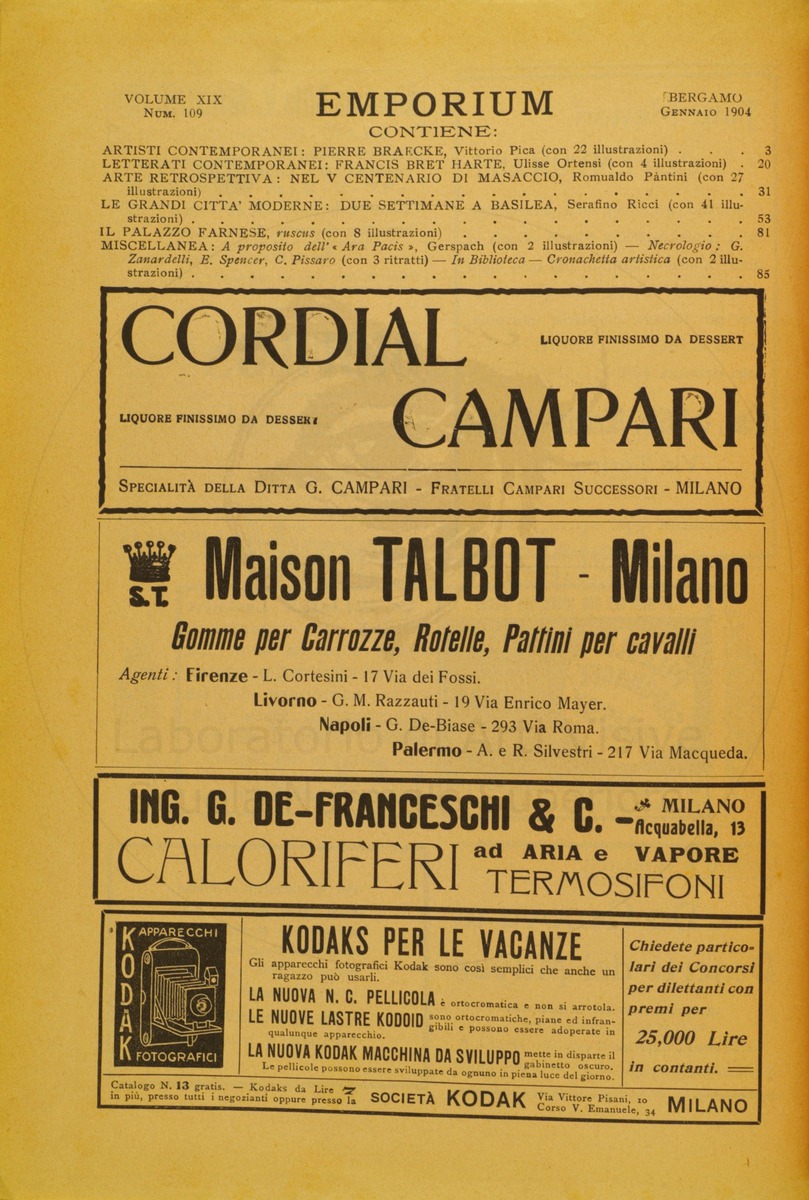 VOLUME XIX
NUM. 109
EMPORIUM
BERGAMO
GENNAIO 1904
CONTIENE:
ARTISTI CONTEMPORANEI: PIERRE BRAECKE, Vittorio Pica (con 22 illustrazioni) . . . 3
LETTERATI CONTEMPORANEI: FRANCIS BRET HARTE, Ulisse Ortensi (con 4 illustrazioni) . 20
ARTE RETROSPETTIVA: NEL V CENTENARIO DI MASACCIO, Romualdo Pàntini (con 27
illustrazioni) . . . . . . . . . . . . . . . . 31
LE GRANDI CITTA' MODERNE: DUE SETTIMANE A BASILEA, Serafino Ricci (con 41 illu-
strazioni) . . . . . . . . . . . . . . . . . 53
IL PALAZZO FARNESE, ruscus (con 8 illustrazioni) . . . . . . . . . 81
MISCELLANEA: A proposito dell'« Ara Pacis », Gerspach (con 2 illustrazioni) — Necrologio: G.
Zanardelli, E. Spencer, C. Pissaro (con 3 ritratti) — In Biblioteca — Cronachetta artistica (con 2 illu-
strazioni) . . . . . . . . . . . . . . . . . 85
CORDIAL
LIQUORE FINISSIMO DA DESSERT
LIQUORE FINISSIMO DA DESSERT
CAMPARI
SPECIALITÀ DELLA DITTA G. CAMPARI - FRATELLI CAMPARI SUCCESSORI - MILANO
S.T.
Maison TALBOT - Milano
Gomme per Carrozze, Rotelle, Pattini per cavalli
Agenti: Firenze - L. Cortesini - 17 Via dei Fossi.
Livorno - G. M. Razzauti - 19 Via Enrico Mayer.
Napoli - G. De-Biase - 293 Via Roma.
Palermo - A. e R. Silvestri - 217 Via Macqueda.
ING. G. DE-FRANCESCHI & C. - MILANO
Acquabella, 13
CALORIFERI ad ARIA e VAPORE
TERMOSIFONI
KODAK
APPARECCHI
FOTOGRAFICI
KODAKS PER LE VACANZE
Gli apparecchi fotografici Kodak sono così semplici che anche un
ragazzo può usarli.
LA NUOVA N. C. PELLICOLA è ortocromatica e non si arrotola.
LE NUOVE LASTRE KODOID sono ortocromatiche, piane ed infran-
gibili e possono essere adoperate in
qualunque apparecchio.
LA NUOVA KODAK MACCHINA DA SVILUPPO mette in disparte il
gabinetto oscuro.
Le pellicole possono essere sviluppate da ognuno in piena luce del giorno.
Chiedete partico-
lari dei Concorsi
per dilettanti con
premi per
25,000 Lire
in contanti.
Catalogo N. 13 gratis. — Kodaks da Lire 7
in più, presso tutti i negozianti oppure presso la
SOCIETÀ KODAK
Via Vittore Pisani, 10
Corso V. Emanuele, 34
MILANO